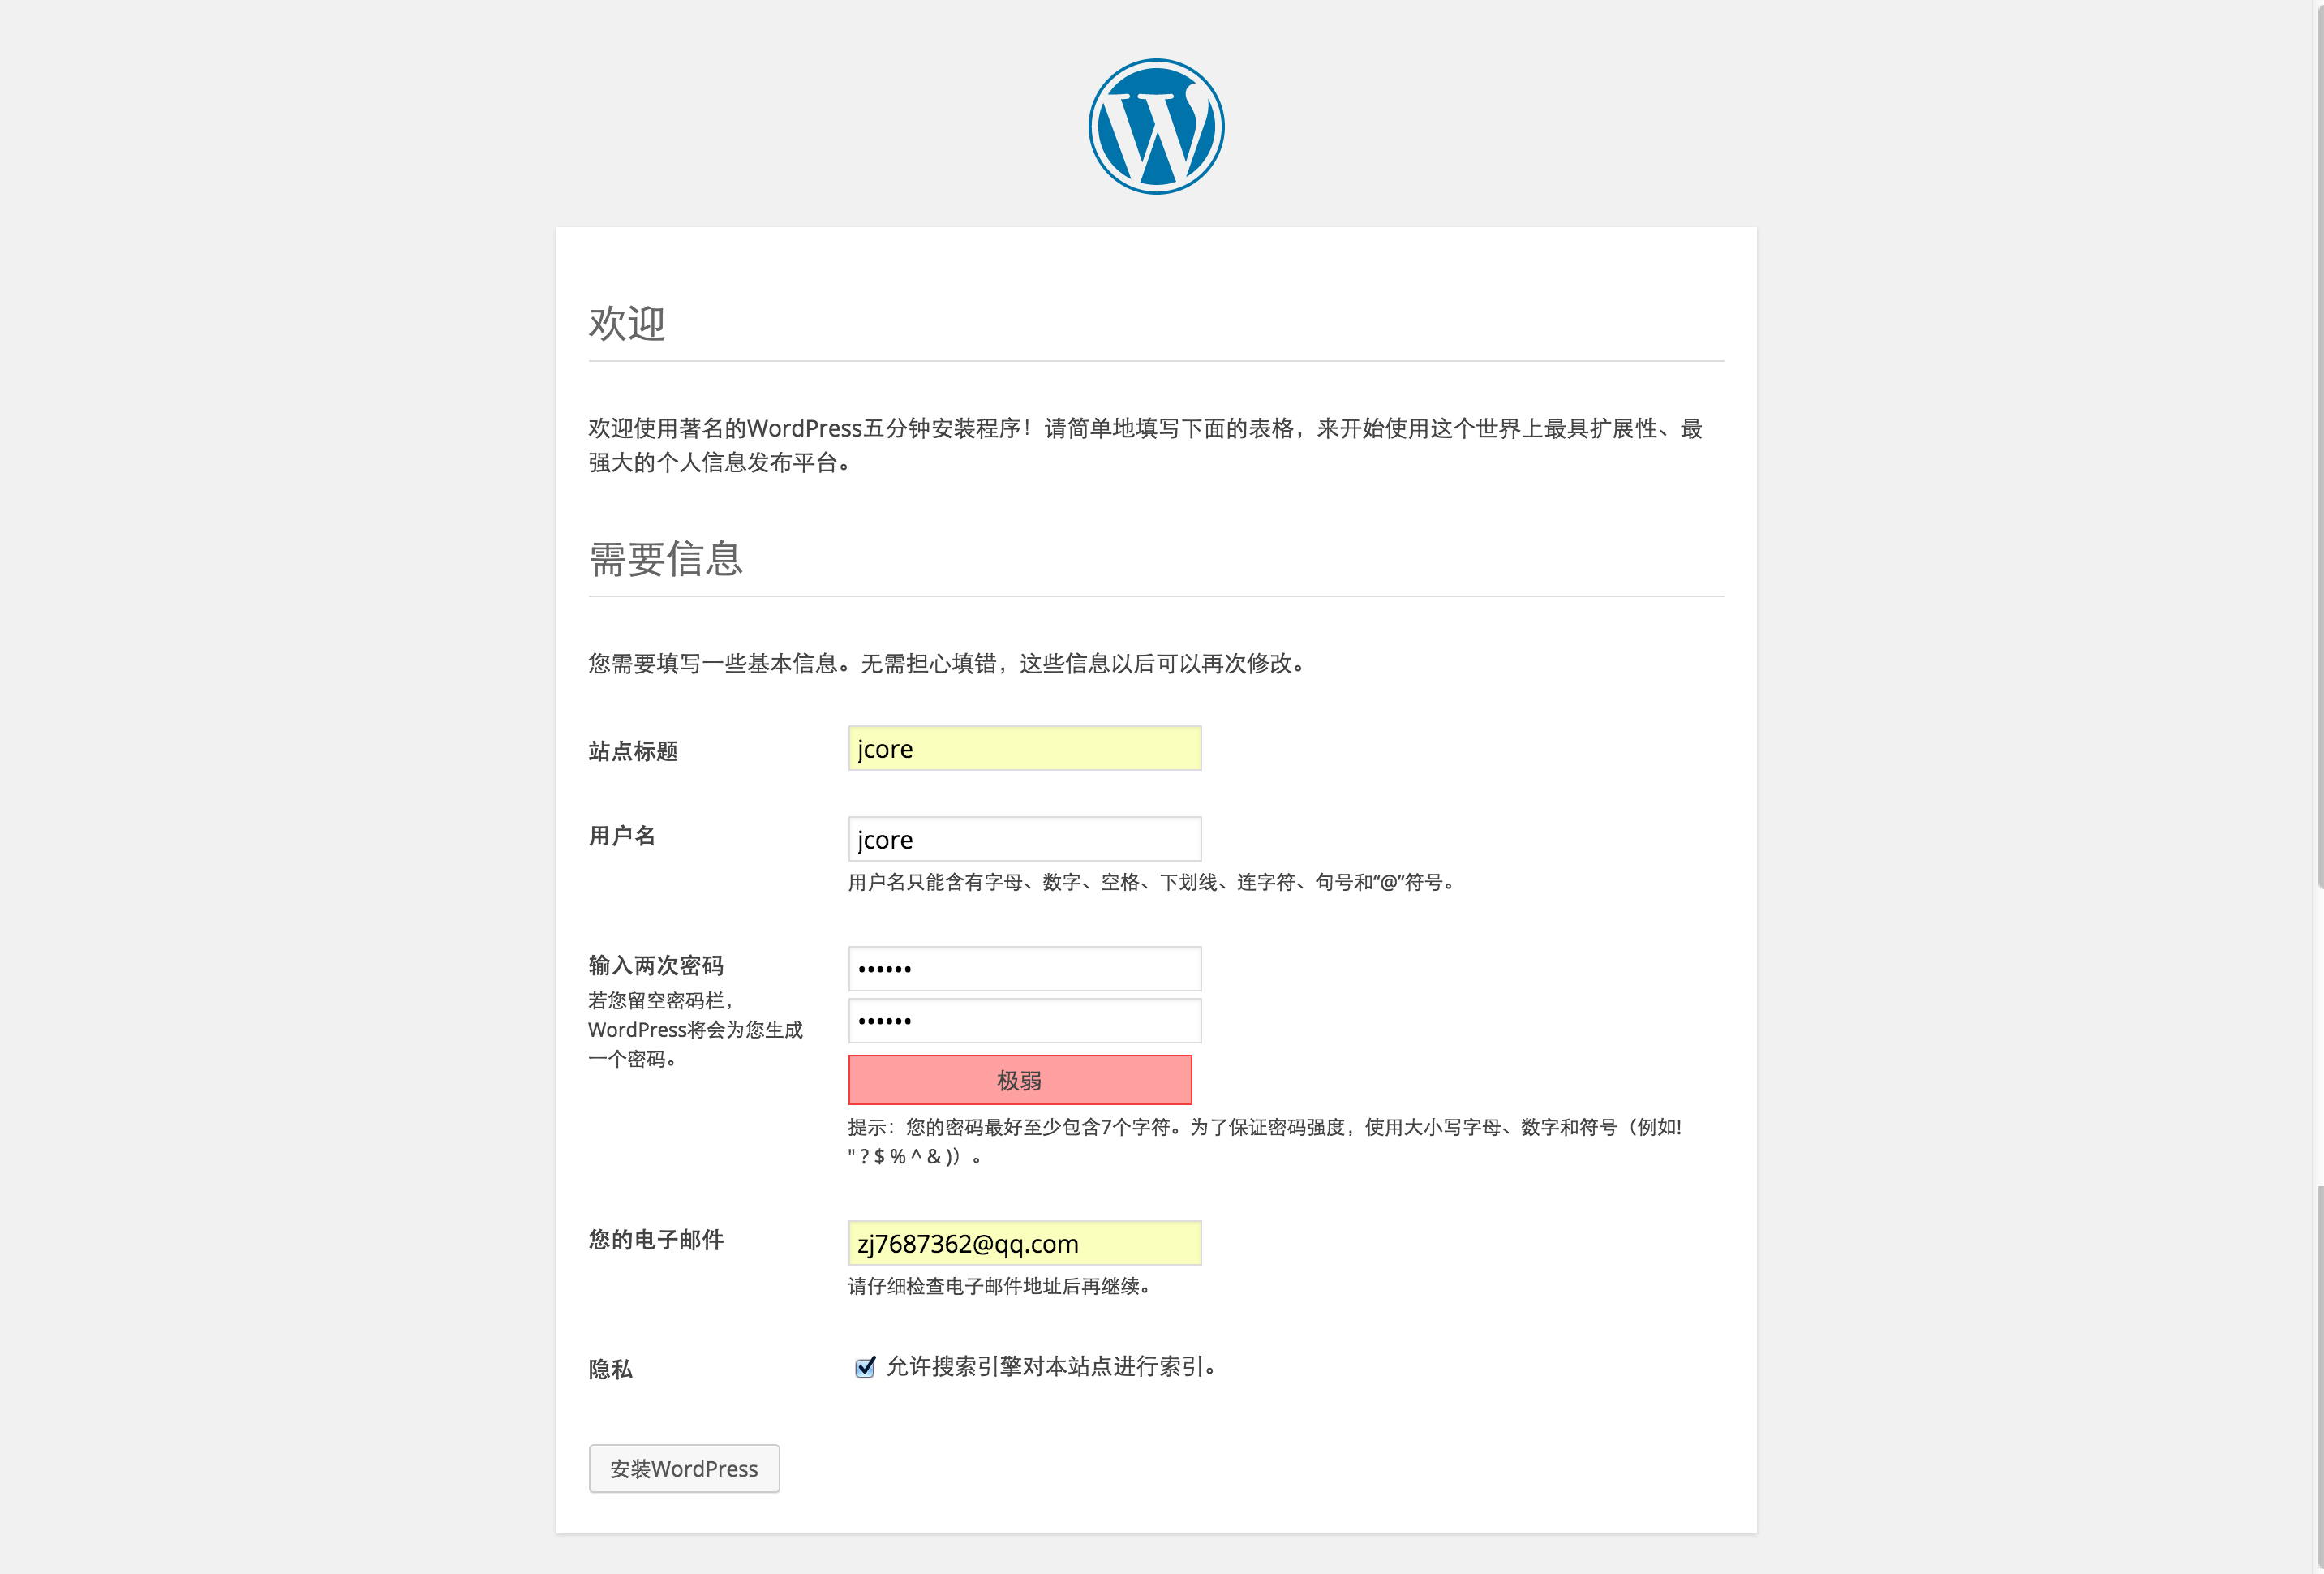 欢迎
欢迎使用著名的WordPress五分钟安装程序！请简单地填写下面的表格，来开始使用这个世界上最具扩展性、最
强大的个人信息发布平台。
需要信息
您需要填写一些基本信息。无需担心填错，这些信息以后可以再次修改。
站点标题
jcore
用户名
jcore
用户名只能含有字母、数字、空格、下划线、连字符、句号和“@”符号。
输入两次密码
若您留空密码栏，
WordPress将会为您生成
一个密码。
••••••
••••••
极弱
提示：您的密码最好至少包含7个字符。为了保证密码强度，使用大小写字母、数字和符号（例如!
" ? $ % ^ & )）。
您的电子邮件
zj7687362@qq.com
请仔细检查电子邮件地址后再继续。
隐私
允许搜索引擎对本站点进行索引。
安装WordPress